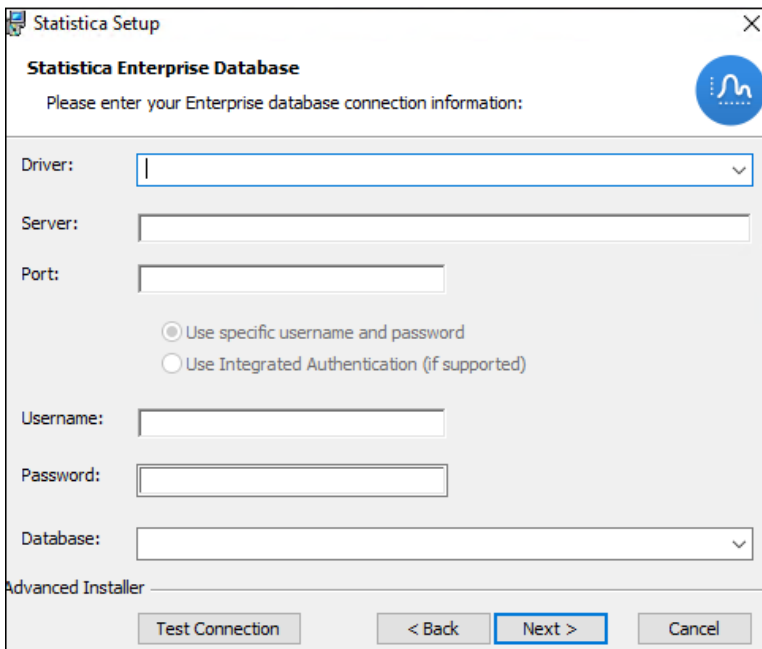 Statistica Setup
Statistica Enterprise Database
Please enter your Enterprise database connection information:
Driver:
Server:
Port:
Use specific username and password
Use Integrated Authentication (if supported)
Username:
Password:
Database:
Advanced Installer
Test Connection < Back Next > Cancel